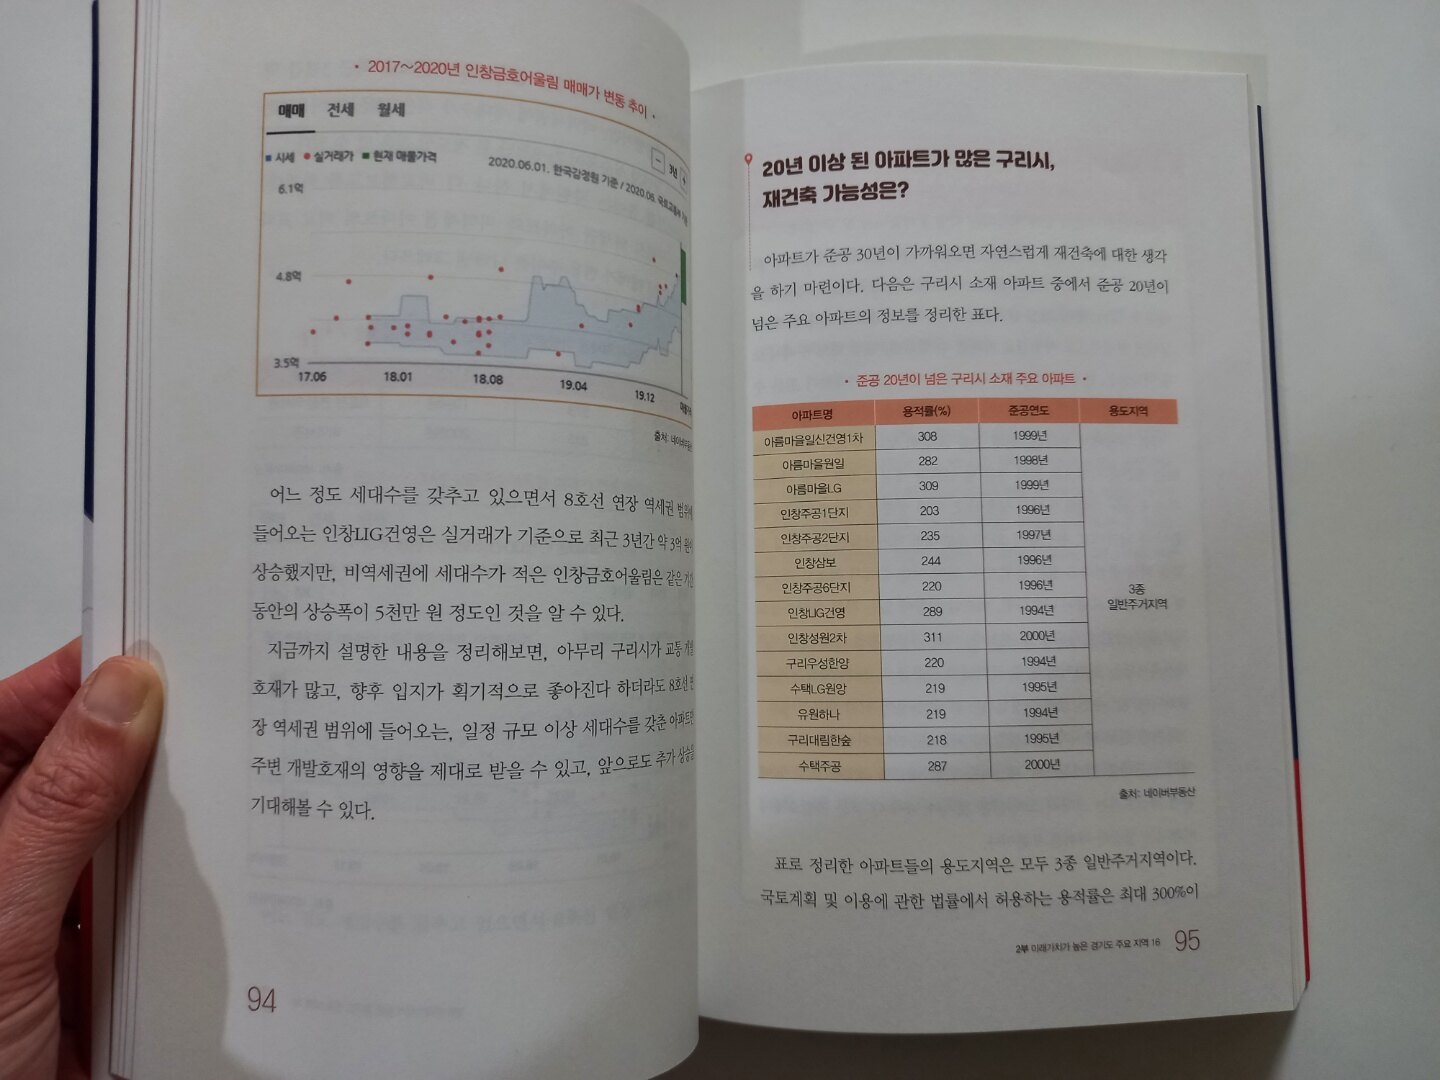 • 2017~2020년 인창금호어울림 매매가 변동 추이 •
매매 전세 월세
시세 실거래가 현재 매물가격
− 3년 +
2020.06.01. 한국감정원 기준 / 2020.06. 국토교통부
6.1억
4.8억
3.5억
17.06 18.01 18.08 19.04 19.12
출처: 네이버부동산
어느 정도 세대수를 갖추고 있으면서 8호선 연장 역세권 범위에
들어오는 인창LIG건영은 실거래가 기준으로 최근 3년간 약 3억 원이
상승했지만, 비역세권에 세대수가 적은 인창금호어울림은 같은 기간
동안의 상승폭이 5천만 원 정도인 것을 알 수 있다.
지금까지 설명한 내용을 정리해보면, 아무리 구리시가 교통 개발
호재가 많고, 향후 입지가 획기적으로 좋아진다 하더라도 8호선 연
장 역세권 범위에 들어오는, 일정 규모 이상 세대수를 갖춘 아파트만
주변 개발호재의 영향을 제대로 받을 수 있고, 앞으로도 추가 상승을
기대해볼 수 있다.
94
20년 이상 된 아파트가 많은 구리시,
재건축 가능성은?
아파트가 준공 30년이 가까워오면 자연스럽게 재건축에 대한 생각
을 하기 마련이다. 다음은 구리시 소재 아파트 중에서 준공 20년이
넘은 주요 아파트의 정보를 정리한 표다.
• 준공 20년이 넘은 구리시 소재 주요 아파트 •
아파트명 용적률(%) 준공연도 용도지역
아름마을일신건영1차 308 1999년
아름마을원일 282 1998년
아름마을LG 309 1999년
인창주공1단지 203 1996년
인창주공2단지 235 1997년
인창삼보 244 1996년
인창주공6단지 220 1996년
인창LIG건영 289 1994년
인창성원2차 311 2000년
구리우성한양 220 1994년
수택LG원앙 219 1995년
유원하나 219 1994년
구리대림한숲 218 1995년
수택주공 287 2000년
3종
일반주거지역
출처: 네이버부동산
표로 정리한 아파트들의 용도지역은 모두 3종 일반주거지역이다.
국토계획 및 이용에 관한 법률에서 허용하는 용적률은 최대 300%이
2부 미래가치가 높은 경기도 주요 지역 16 95